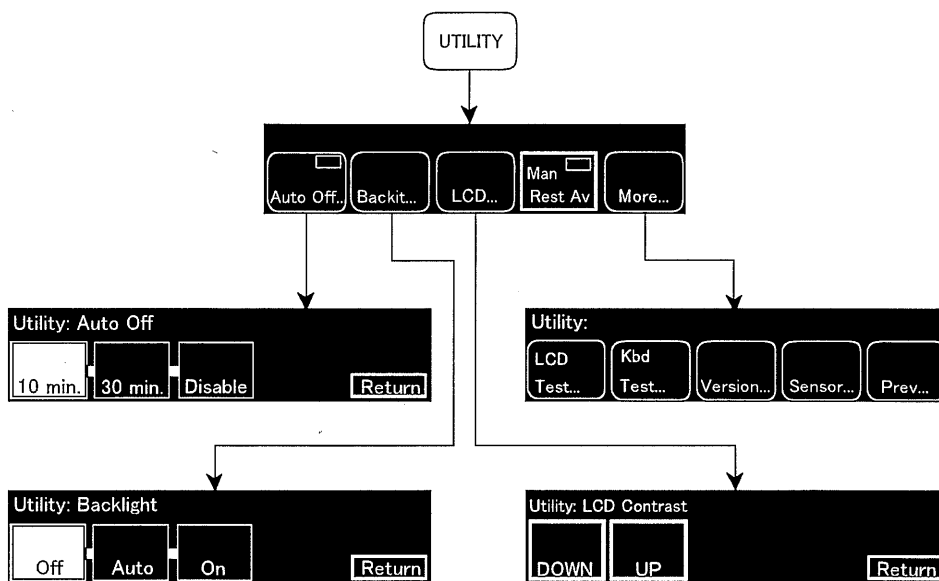 UTILITY
Man
Auto Off.. Backit... LCD... Rest Av More...
Utility: Auto Off
10 min. 30 min. Disable Return
Utility:
LCD Kbd
Test... Test... Version... Sensor... Prev...
Utility: Backlight
Off Auto On Return
Utility: LCD Contrast
DOWN UP Return